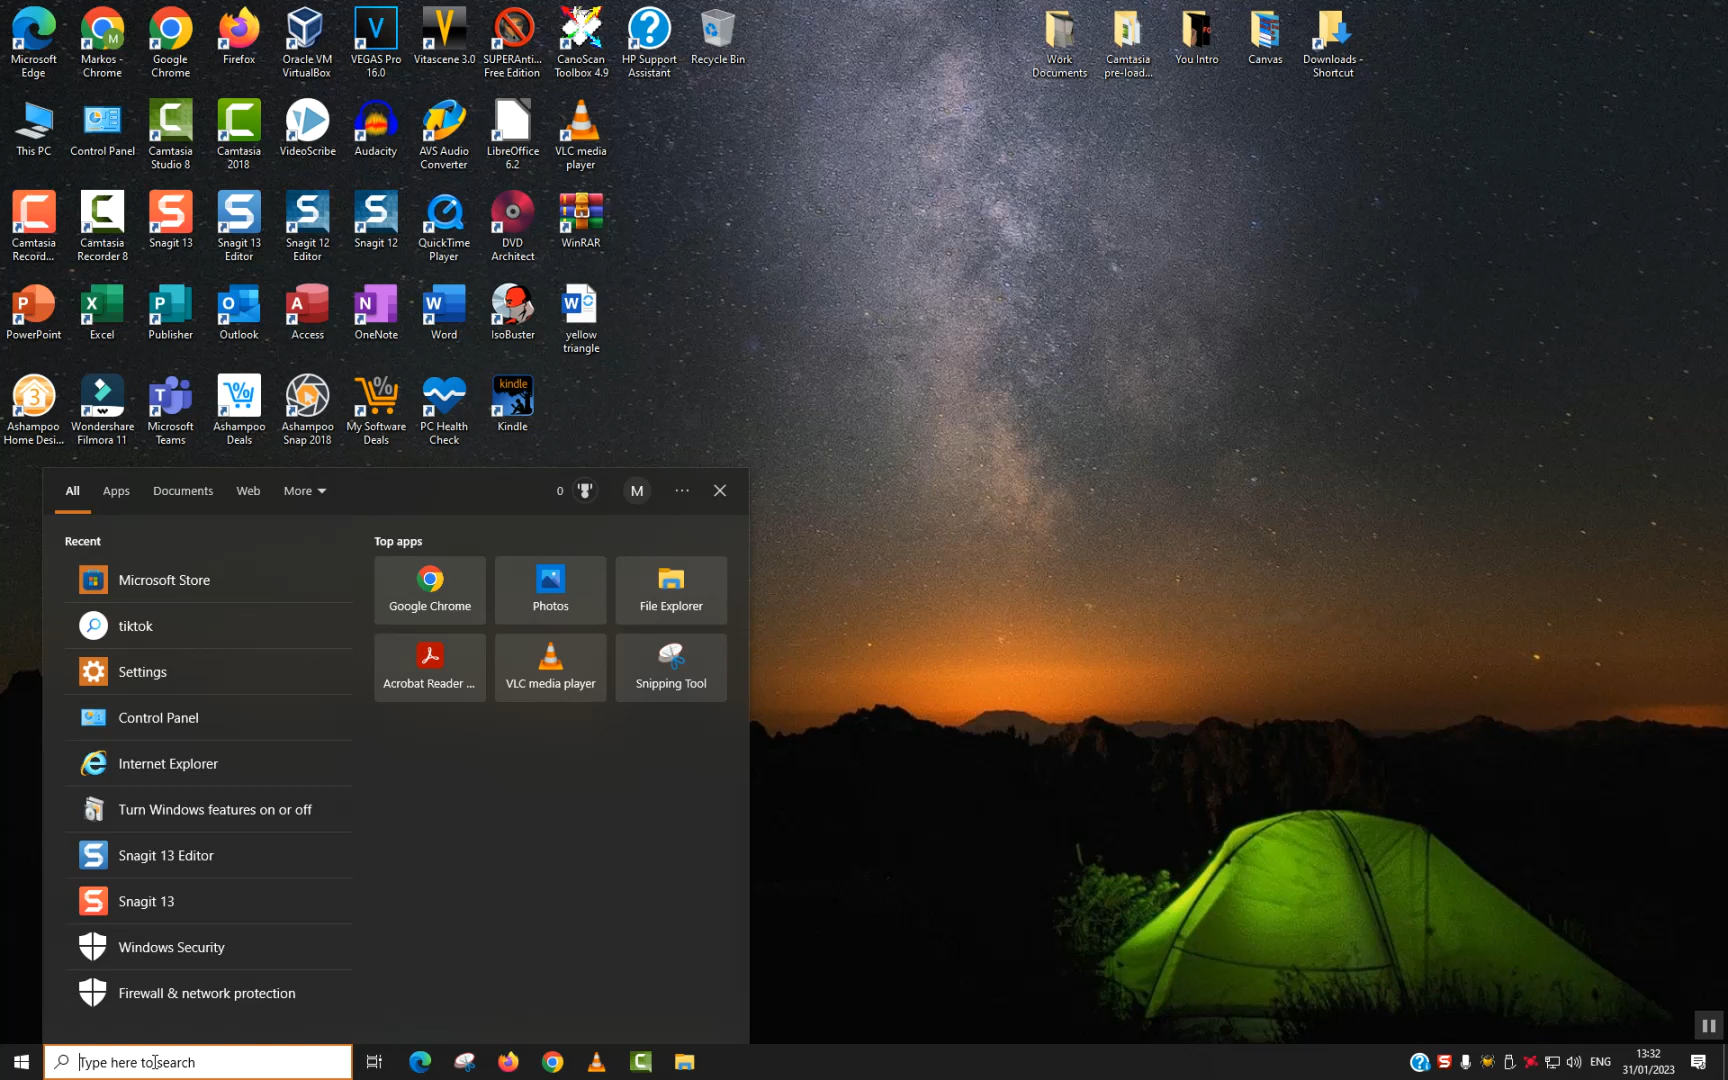 Microsoft Edge
Markos - Chrome
Google Chrome
Firefox
Oracle VM VirtualBox
VEGAS Pro 16.0
Vitascene 3.0
SUPERAnti... Free Edition
CanoScan Toolbox 4.9
HP Support Assistant
Recycle Bin
Work Documents
Camtasia pre-load...
You Intro
Canvas
Downloads - Shortcut
This PC
Control Panel
Camtasia Studio 8
Camtasia 2018
VideoScribe
Audacity
AVS Audio Converter
LibreOffice 6.2
VLC media player
Camtasia Record...
Camtasia Recorder 8
Snagit 13
Snagit 13 Editor
Snagit 12 Editor
Snagit 12
QuickTime Player
DVD Architect
WinRAR
PowerPoint
Excel
Publisher
Outlook
Access
OneNote
Word
IsoBuster
yellow triangle
kindle
Ashampoo Home Desi...
Wondershare Filmora 11
Microsoft Teams
Ashampoo Deals
Ashampoo Snap 2018
My Software Deals
PC Health Check
Kindle
All Apps Documents Web More 0 M ... 
Recent
Microsoft Store
tiktok
Settings
Control Panel
Internet Explorer
Turn Windows features on or off
Snagit 13 Editor
Snagit 13
Windows Security
Firewall & network protection
Top apps
Google Chrome
Photos
File Explorer
Acrobat Reader ...
VLC media player
Snipping Tool
Type here to search
ENG
13:32
31/01/2023